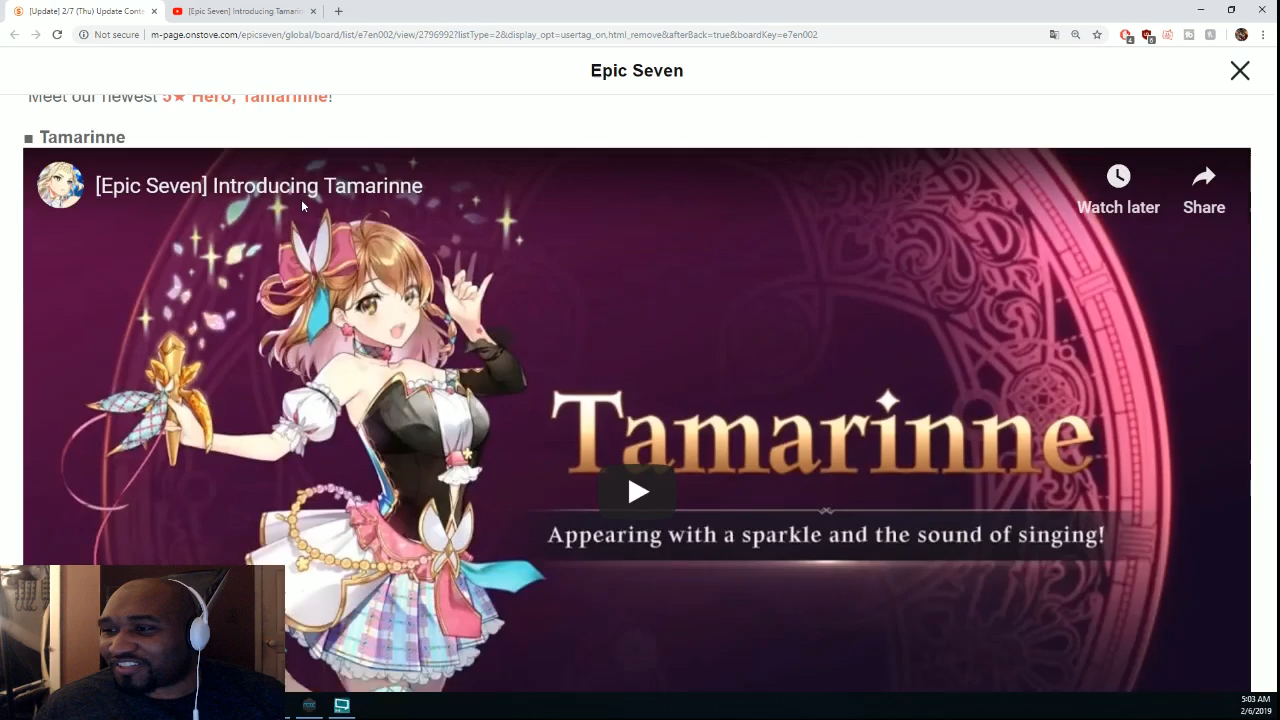 [Update] 2/7 (Thu) Update Conte
[Epic Seven] Introducing Tamarin
Not secure
m-page.onstove.com/epicseven/global/board/list/e7en002/view/2796992?listType=2&display_opt=usertag_on,html_remove&afterBack=true&boardKey=e7en002
Epic Seven
Meet our newest 5★ Hero, Tamarinne!
■ Tamarinne
[Epic Seven] Introducing Tamarinne
Watch later
Share
Tamarinne
Appearing with a sparkle and the sound of singing!
5:03 AM
2/6/2019